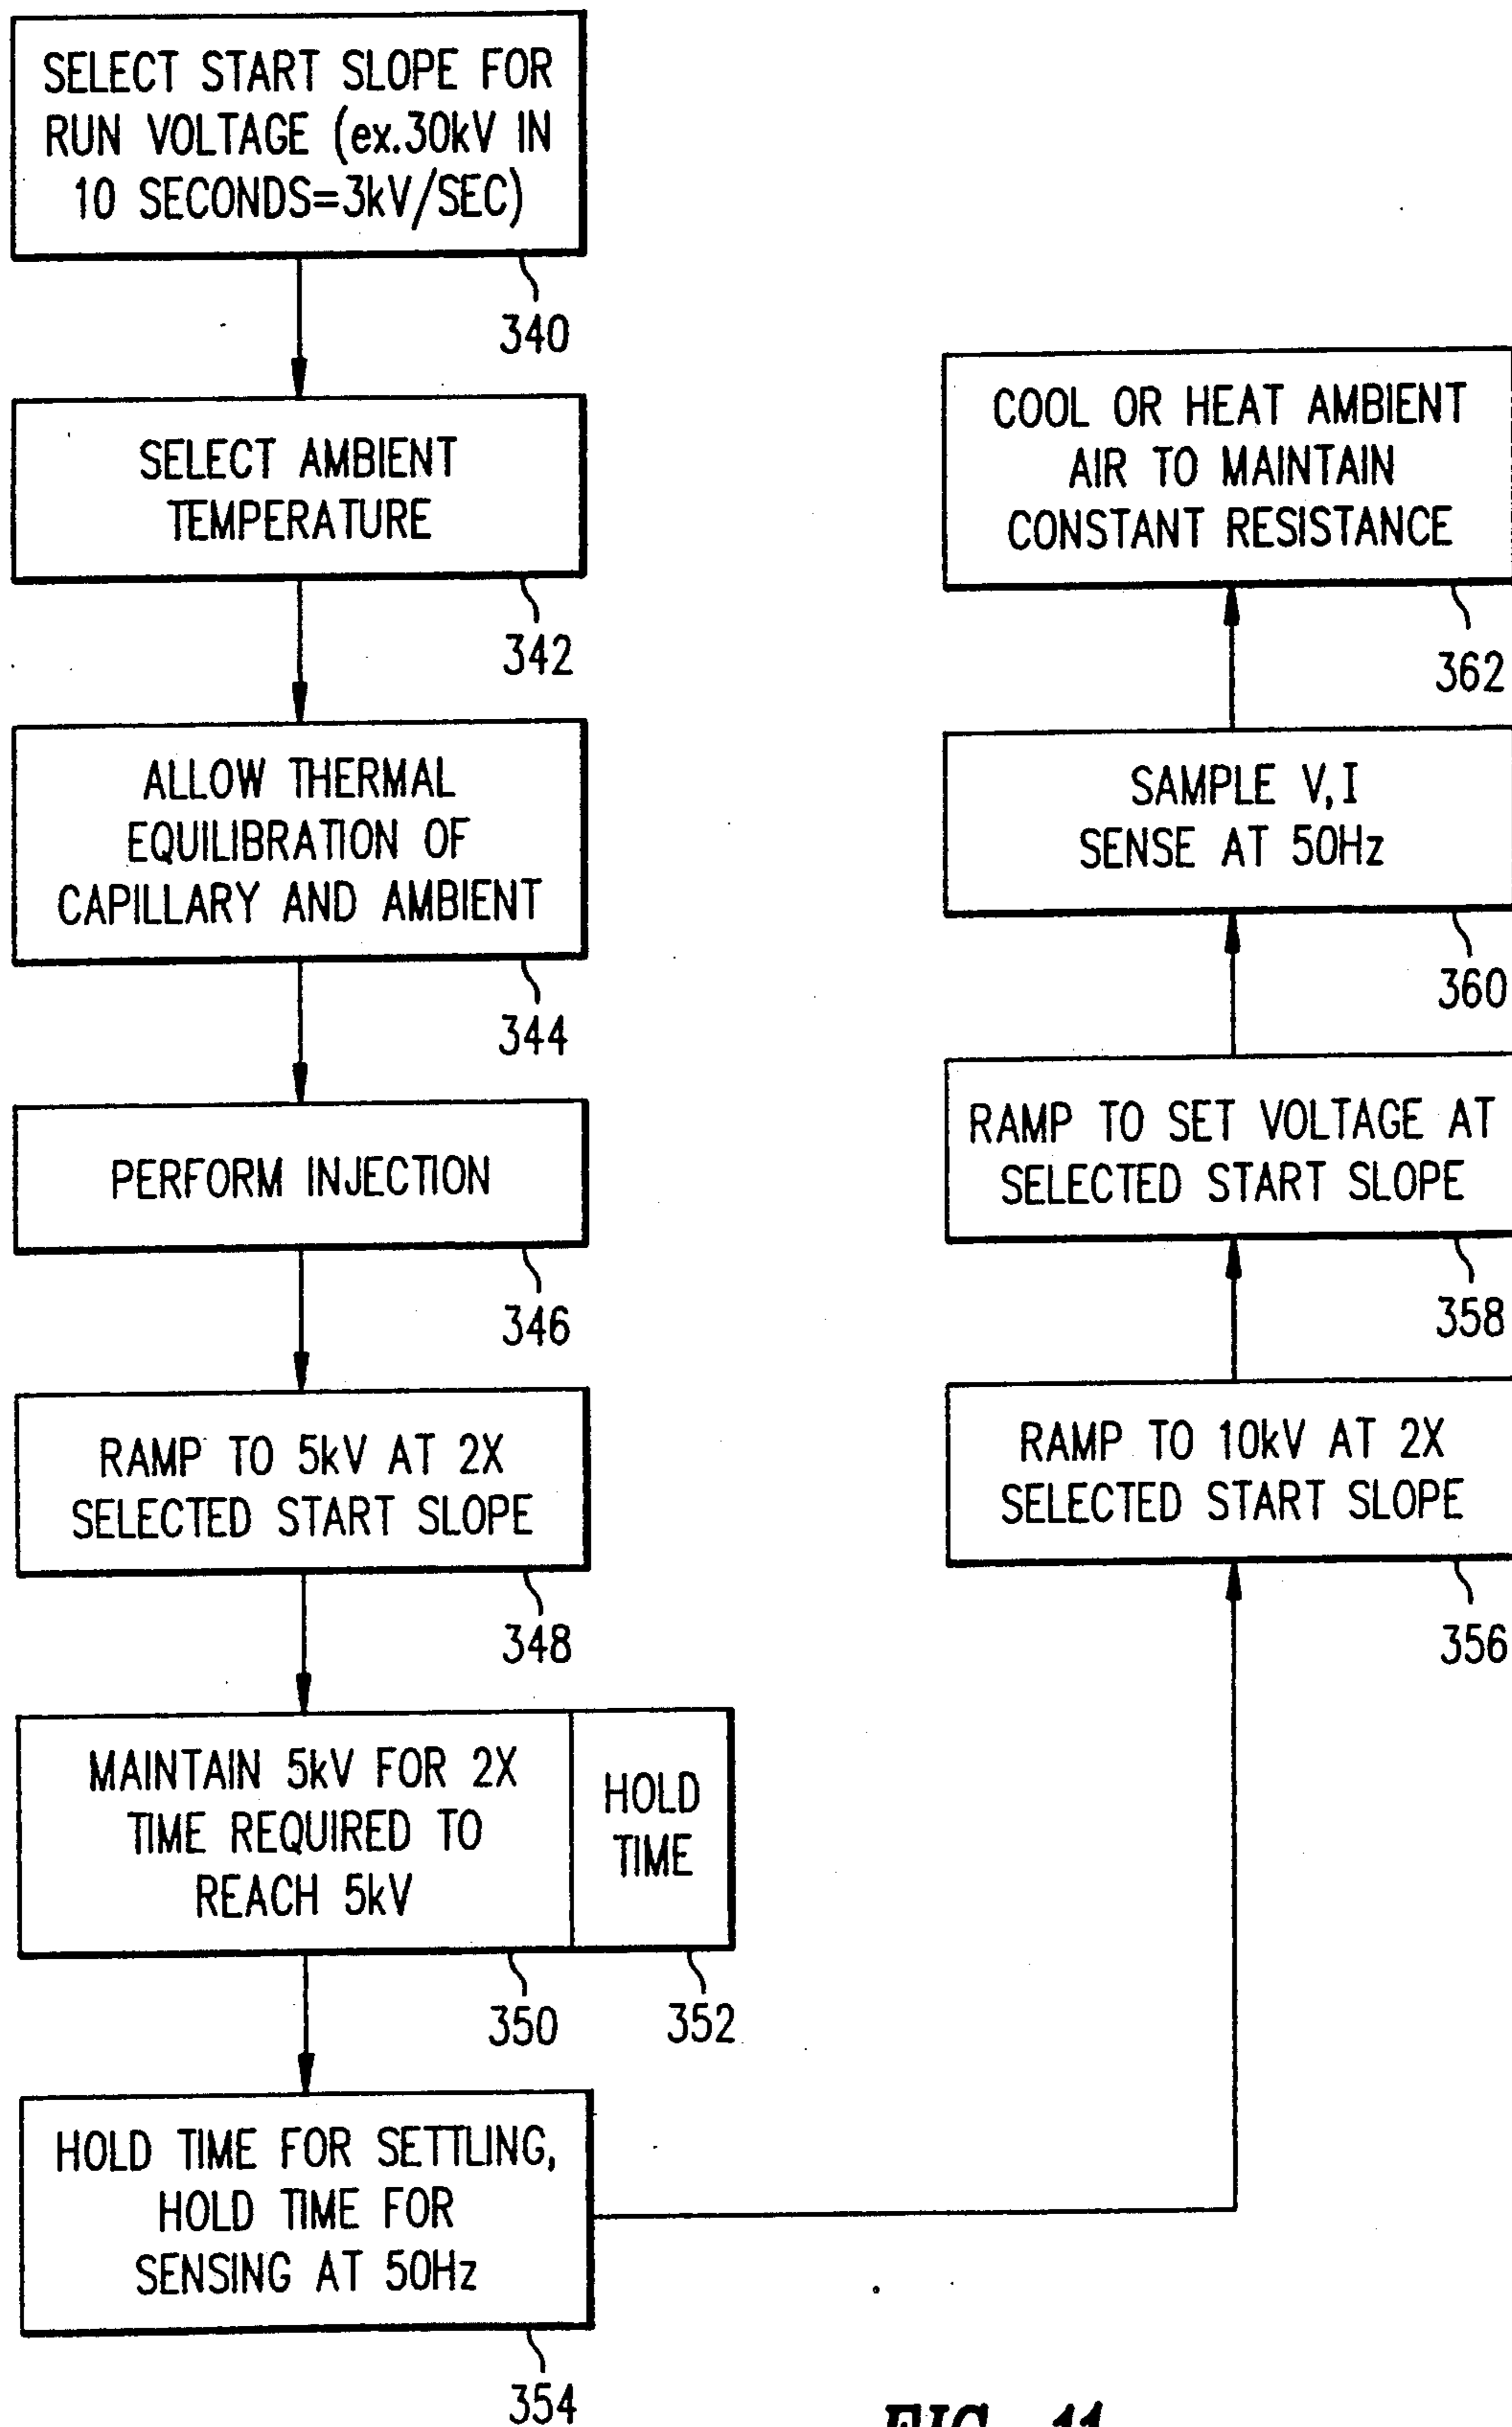 SELECT START SLOPE FOR
RUN VOLTAGE (ex.30kV IN
10 SECONDS=3kV/SEC)
340
SELECT AMBIENT
TEMPERATURE
342
ALLOW THERMAL
EQUILIBRATION OF
CAPILLARY AND AMBIENT
344
PERFORM INJECTION
346
RAMP TO 5kV AT 2X
SELECTED START SLOPE
348
MAINTAIN 5kV FOR 2X
TIME REQUIRED TO
REACH 5kV
350
HOLD
TIME
352
HOLD TIME FOR SETTLING,
HOLD TIME FOR
SENSING AT 50Hz
354
COOL OR HEAT AMBIENT
AIR TO MAINTAIN
CONSTANT RESISTANCE
362
SAMPLE V,I
SENSE AT 50Hz
360
RAMP TO SET VOLTAGE AT
SELECTED START SLOPE
358
RAMP TO 10kV AT 2X
SELECTED START SLOPE
356
FIG. 11